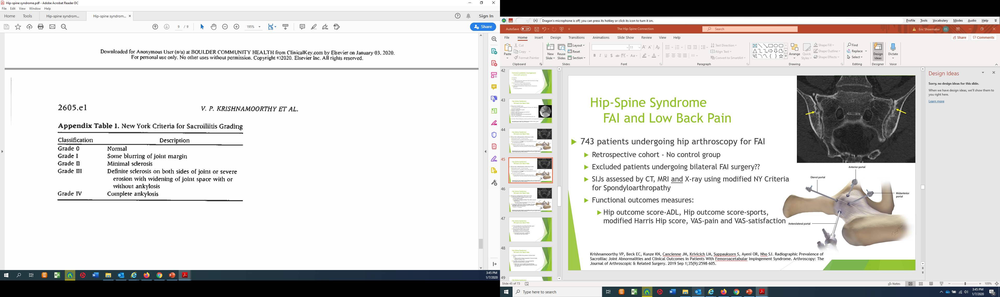 Hip-spine syndrome.pdf - Adobe Acrobat Reader DC
File Edit View Window Help
Home Tools Hip-spine syndrom... Hip-spine syndrom... × Sign In
9 / 9 195% Share
Downloaded for Anonymous User (n/a) at BOULDER COMMUNITY HEALTH from ClinicalKey.com by Elsevier on January 03, 2020.
For personal use only. No other uses without permission. Copyright ©2020. Elsevier Inc. All rights reserved.
2605.e1 V. P. KRISHNAMOORTHY ET AL.
Appendix Table 1. New York Criteria for Sacroiliitis Grading
Classification Description
Grade 0 Normal
Grade I Some blurring of joint margin
Grade II Minimal sclerosis
Grade III Definite sclerosis on both sides of joint or severe
erosion with widening of joint space with or
without ankylosis
Grade IV Complete ankylosis
3:45 PM
1/7/2020
Dragon's microphone is off; you can press its hotkey or click its icon to turn it on.
Profile Tools Vocabulary Modes Audio Help
AutoSave Off The Hip-Spine Connection Search Eric Shoemaker ES
File Home Insert Design Transitions Animations Slide Show Review View Help Share Comments
Paste Cut Copy Format Painter
Clipboard
New Slide Reuse Slides Layout Reset Section
Slides
11
Font
Text Direction Align Text Convert to SmartArt
Paragraph
Arrange Quick Styles Shape Fill Shape Outline Shape Effects
Drawing
Find Replace Select
Editing
Design Ideas
Designer
Dictate
Voice
42
43
44
45
46
47
48
49
Hip-Spine Syndrome
FAI and Low Back Pain
743 patients undergoing hip arthroscopy for FAI
Retrospective cohort - No control group
Excluded patients undergoing bilateral FAI surgery??
SIJs assessed by CT, MRI and X-ray using modified NY Criteria
for Spondyloarthropathy
Functional outcomes measures:
Hip outcome score-ADL, Hip outcome score-sports,
modified Harris Hip score, VAS-pain and VAS-satisfaction
Anterior portal
Dienst portal
Midanterior
portal
Anterolateral portal
Krishnamoorthy VP, Beck EC, Kunze KN, Cancienne JM, Krivicich LM, Suppauksorn S, Ayeni OR, Nho SJ. Radiographic Prevalence of
Sacroiliac Joint Abnormalities and Clinical Outcomes in Patients With Femoroacetabular Impingement Syndrome. Arthroscopy: The
Journal of Arthroscopic & Related Surgery. 2019 Sep 1;35(9):2598-605.
Design Ideas
Sorry, no design ideas for this slide.
When we have design ideas, we'll show them to
you right here.
Learn more
Slide 45 of 73 Notes 105%
Type here to search
3:45 PM
1/7/2020